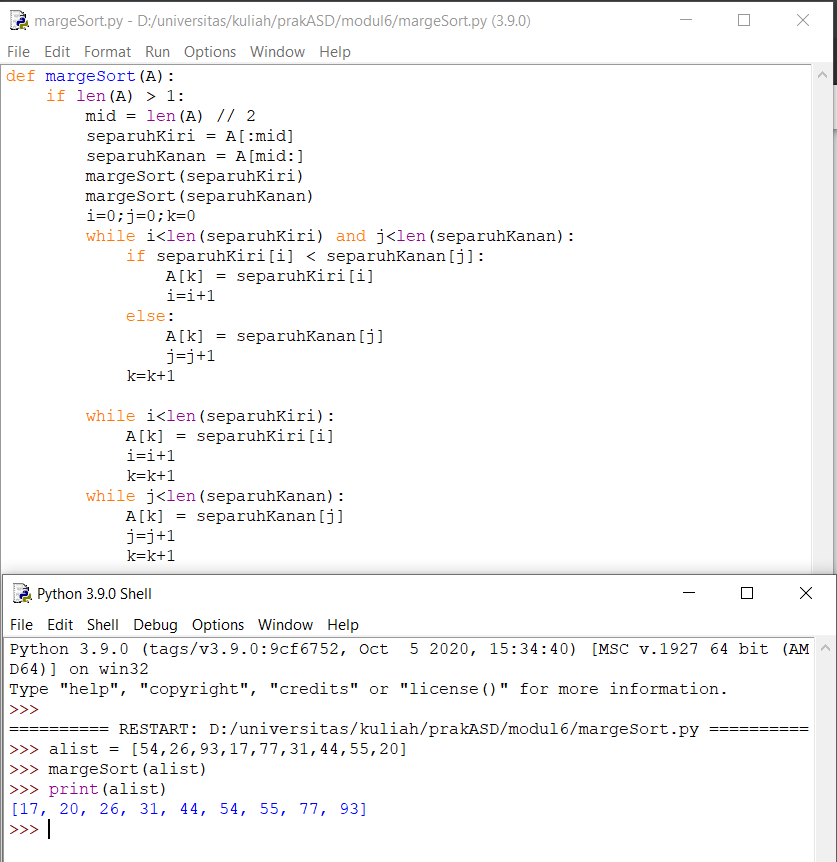 margeSort.py - D:/universitas/kuliah/prakASD/modul6/margeSort.py (3.9.0)
File Edit Format Run Options Window Help
def margeSort(A):
    if len(A) > 1:
        mid = len(A) // 2
        separuhKiri = A[:mid]
        separuhKanan = A[mid:]
        margeSort(separuhKiri)
        margeSort(separuhKanan)
        i=0;j=0;k=0
        while i<len(separuhKiri) and j<len(separuhKanan):
            if separuhKiri[i] < separuhKanan[j]:
                A[k] = separuhKiri[i]
                i=i+1
            else:
                A[k] = separuhKanan[j]
                j=j+1
            k=k+1

        while i<len(separuhKiri):
            A[k] = separuhKiri[i]
            i=i+1
            k=k+1
        while j<len(separuhKanan):
            A[k] = separuhKanan[j]
            j=j+1
            k=k+1
Python 3.9.0 Shell
File Edit Shell Debug Options Window Help
Python 3.9.0 (tags/v3.9.0:9cf6752, Oct  5 2020, 15:34:40) [MSC v.1927 64 bit (AM
D64)] on win32
Type "help", "copyright", "credits" or "license()" for more information.
>>>
========== RESTART: D:/universitas/kuliah/prakASD/modul6/margeSort.py ==========
>>> alist = [54,26,93,17,77,31,44,55,20]
>>> margeSort(alist)
>>> print(alist)
[17, 20, 26, 31, 44, 54, 55, 77, 93]
>>>